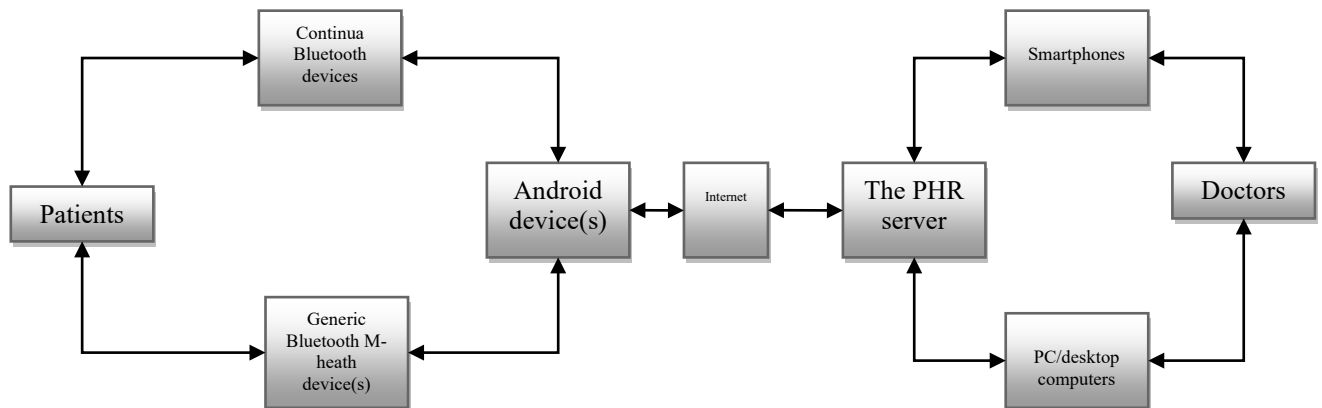 Continua
Bluetooth
devices
Smartphones
Patients
Android
device(s)
Internet
The PHR
server
Doctors
Generic
Bluetooth M-
heath
device(s)
PC/desktop
computers